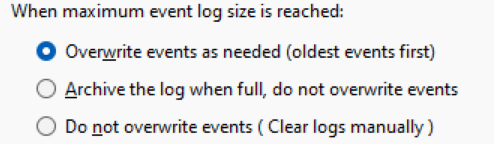 When maximum event log size is reached:
Overwrite events as needed (oldest events first)
Archive the log when full, do not overwrite events
Do not overwrite events ( Clear logs manually )